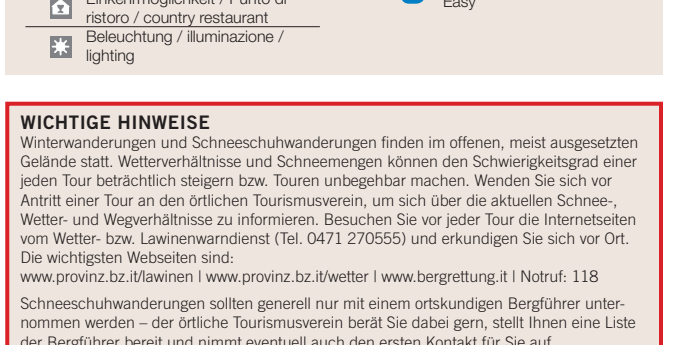 Einkehrmöglichkeit / Punto di
ristoro / country restaurant
Beleuchtung / illuminazione /
lighting
Easy
WICHTIGE HINWEISE
Winterwanderungen und Schneeschuhwanderungen finden im offenen, meist ausgesetzten
Gelände statt. Wetterverhältnisse und Schneemengen können den Schwierigkeitsgrad einer
jeden Tour beträchtlich steigern bzw. Touren unbegehbar machen. Wenden Sie sich vor
Antritt einer Tour an den örtlichen Tourismusverein, um sich über die aktuellen Schnee-,
Wetter- und Wegverhältnisse zu informieren. Besuchen Sie vor jeder Tour die Internetseiten
vom Wetter- bzw. Lawinenwarndienst (Tel. 0471 270555) und erkundigen Sie sich vor Ort.
Die wichtigsten Webseiten sind:
www.provinz.bz.it/lawinen | www.provinz.bz.it/wetter | www.bergrettung.it | Notruf: 118
Schneeschuhwanderungen sollten generell nur mit einem ortskundigen Bergführer unter-
nommen werden – der örtliche Tourismusverein berät Sie dabei gern, stellt Ihnen eine Liste
der Bergführer bereit und nimmt eventuell auch den ersten Kontakt für Sie auf.